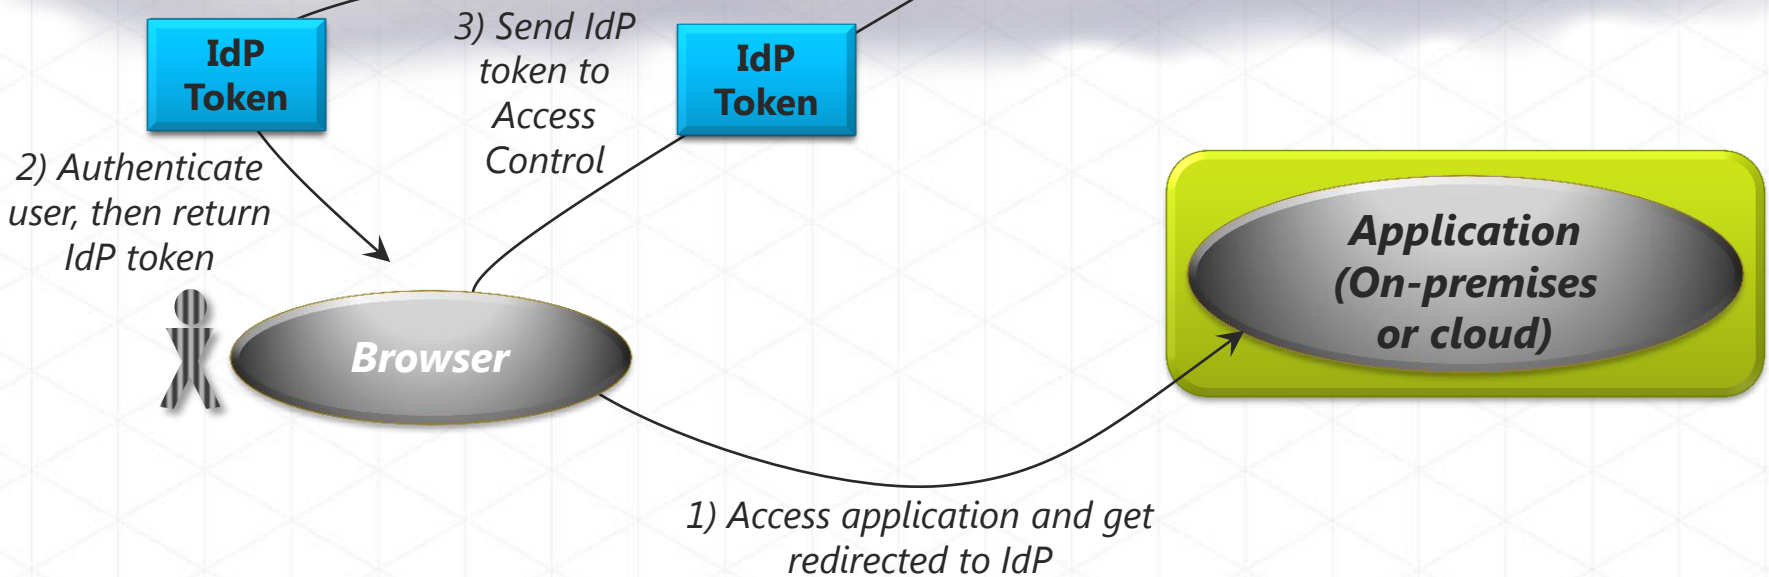 IdP
Token
3) Send IdP
token to
Access
Control
IdP
Token
2) Authenticate
user, then return
IdP token
Application
(On-premises
or cloud)
Browser
1) Access application and get
redirected to IdP